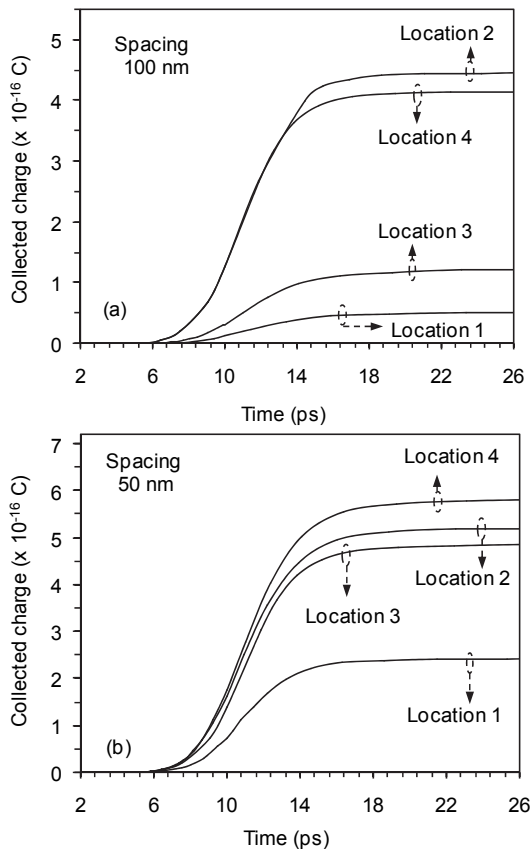 5
4
3
2
1
0
Collected charge (x 10⁻¹⁶ C)
Spacing
100 nm
Location 2
Location 4
Location 3
Location 1
(a)
2 6 10 14 18 22 26
Time (ps)
7
6
5
4
3
2
1
0
Collected charge (x 10⁻¹⁶ C)
Spacing
50 nm
Location 4
Location 2
Location 3
Location 1
(b)
2 6 10 14 18 22 26
Time (ps)